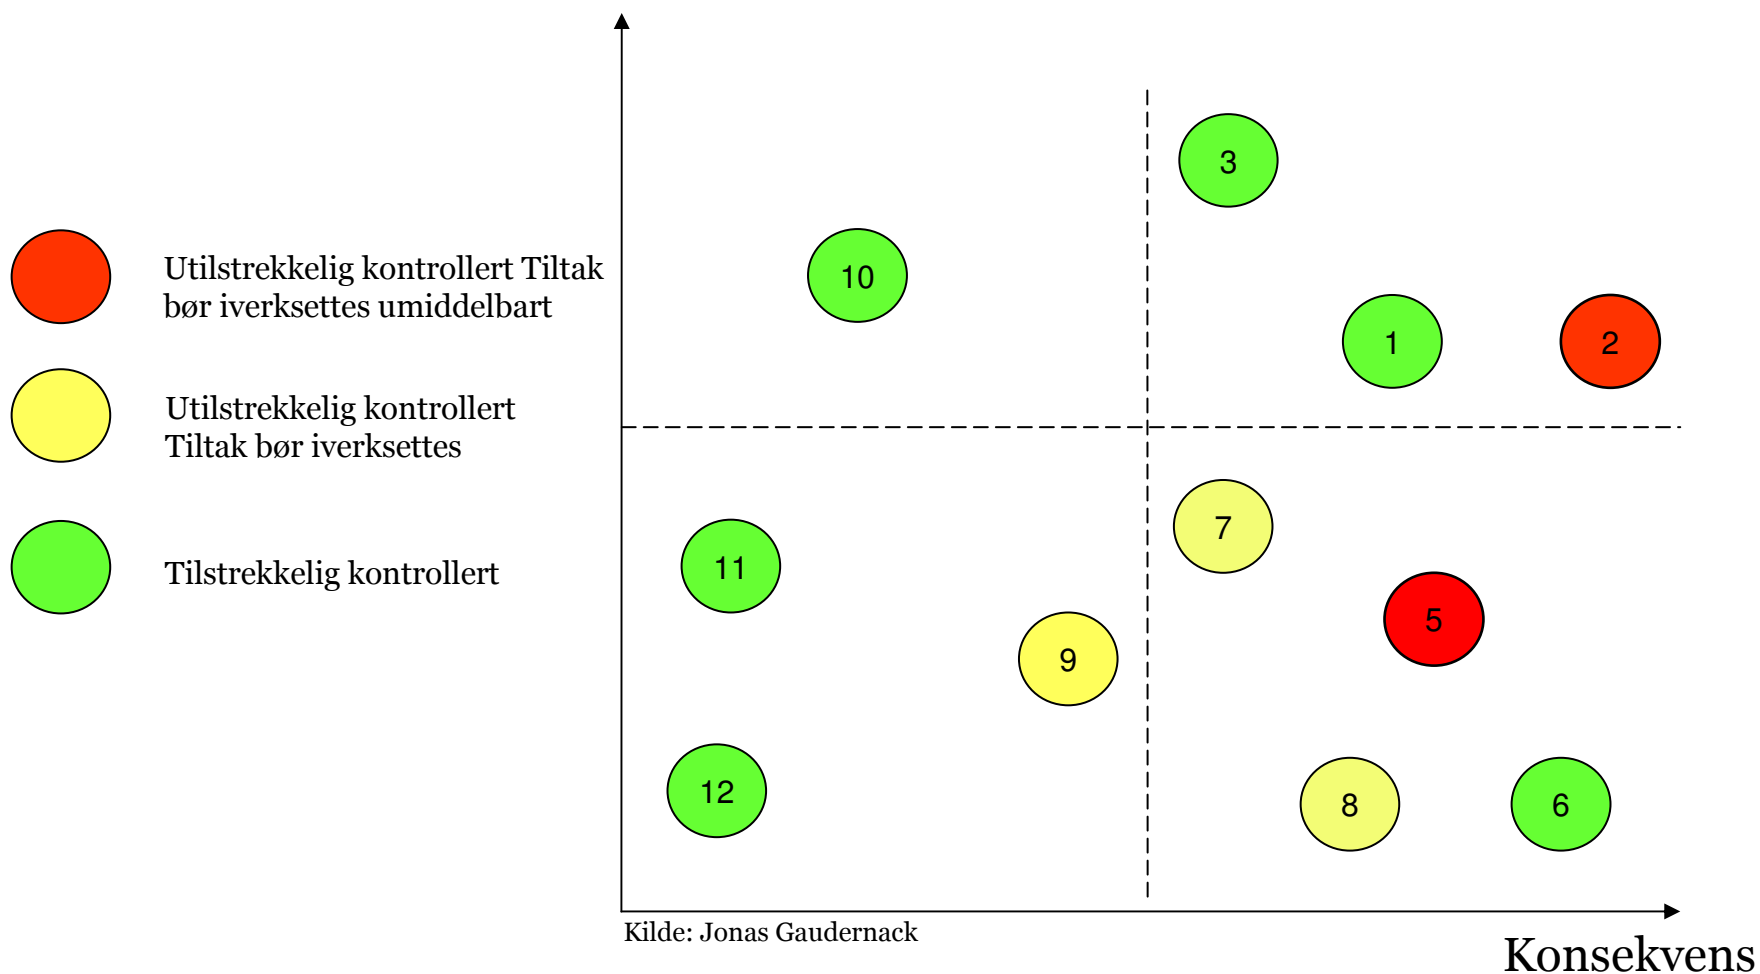 3
10
1
2
Utilstrekkelig kontrollert Tiltak
bør iverksettes umiddelbart
Utilstrekkelig kontrollert
Tiltak bør iverksettes
Tilstrekkelig kontrollert
7
11
5
9
12
8
6
Kilde: Jonas Gaudernack
Konsekvens